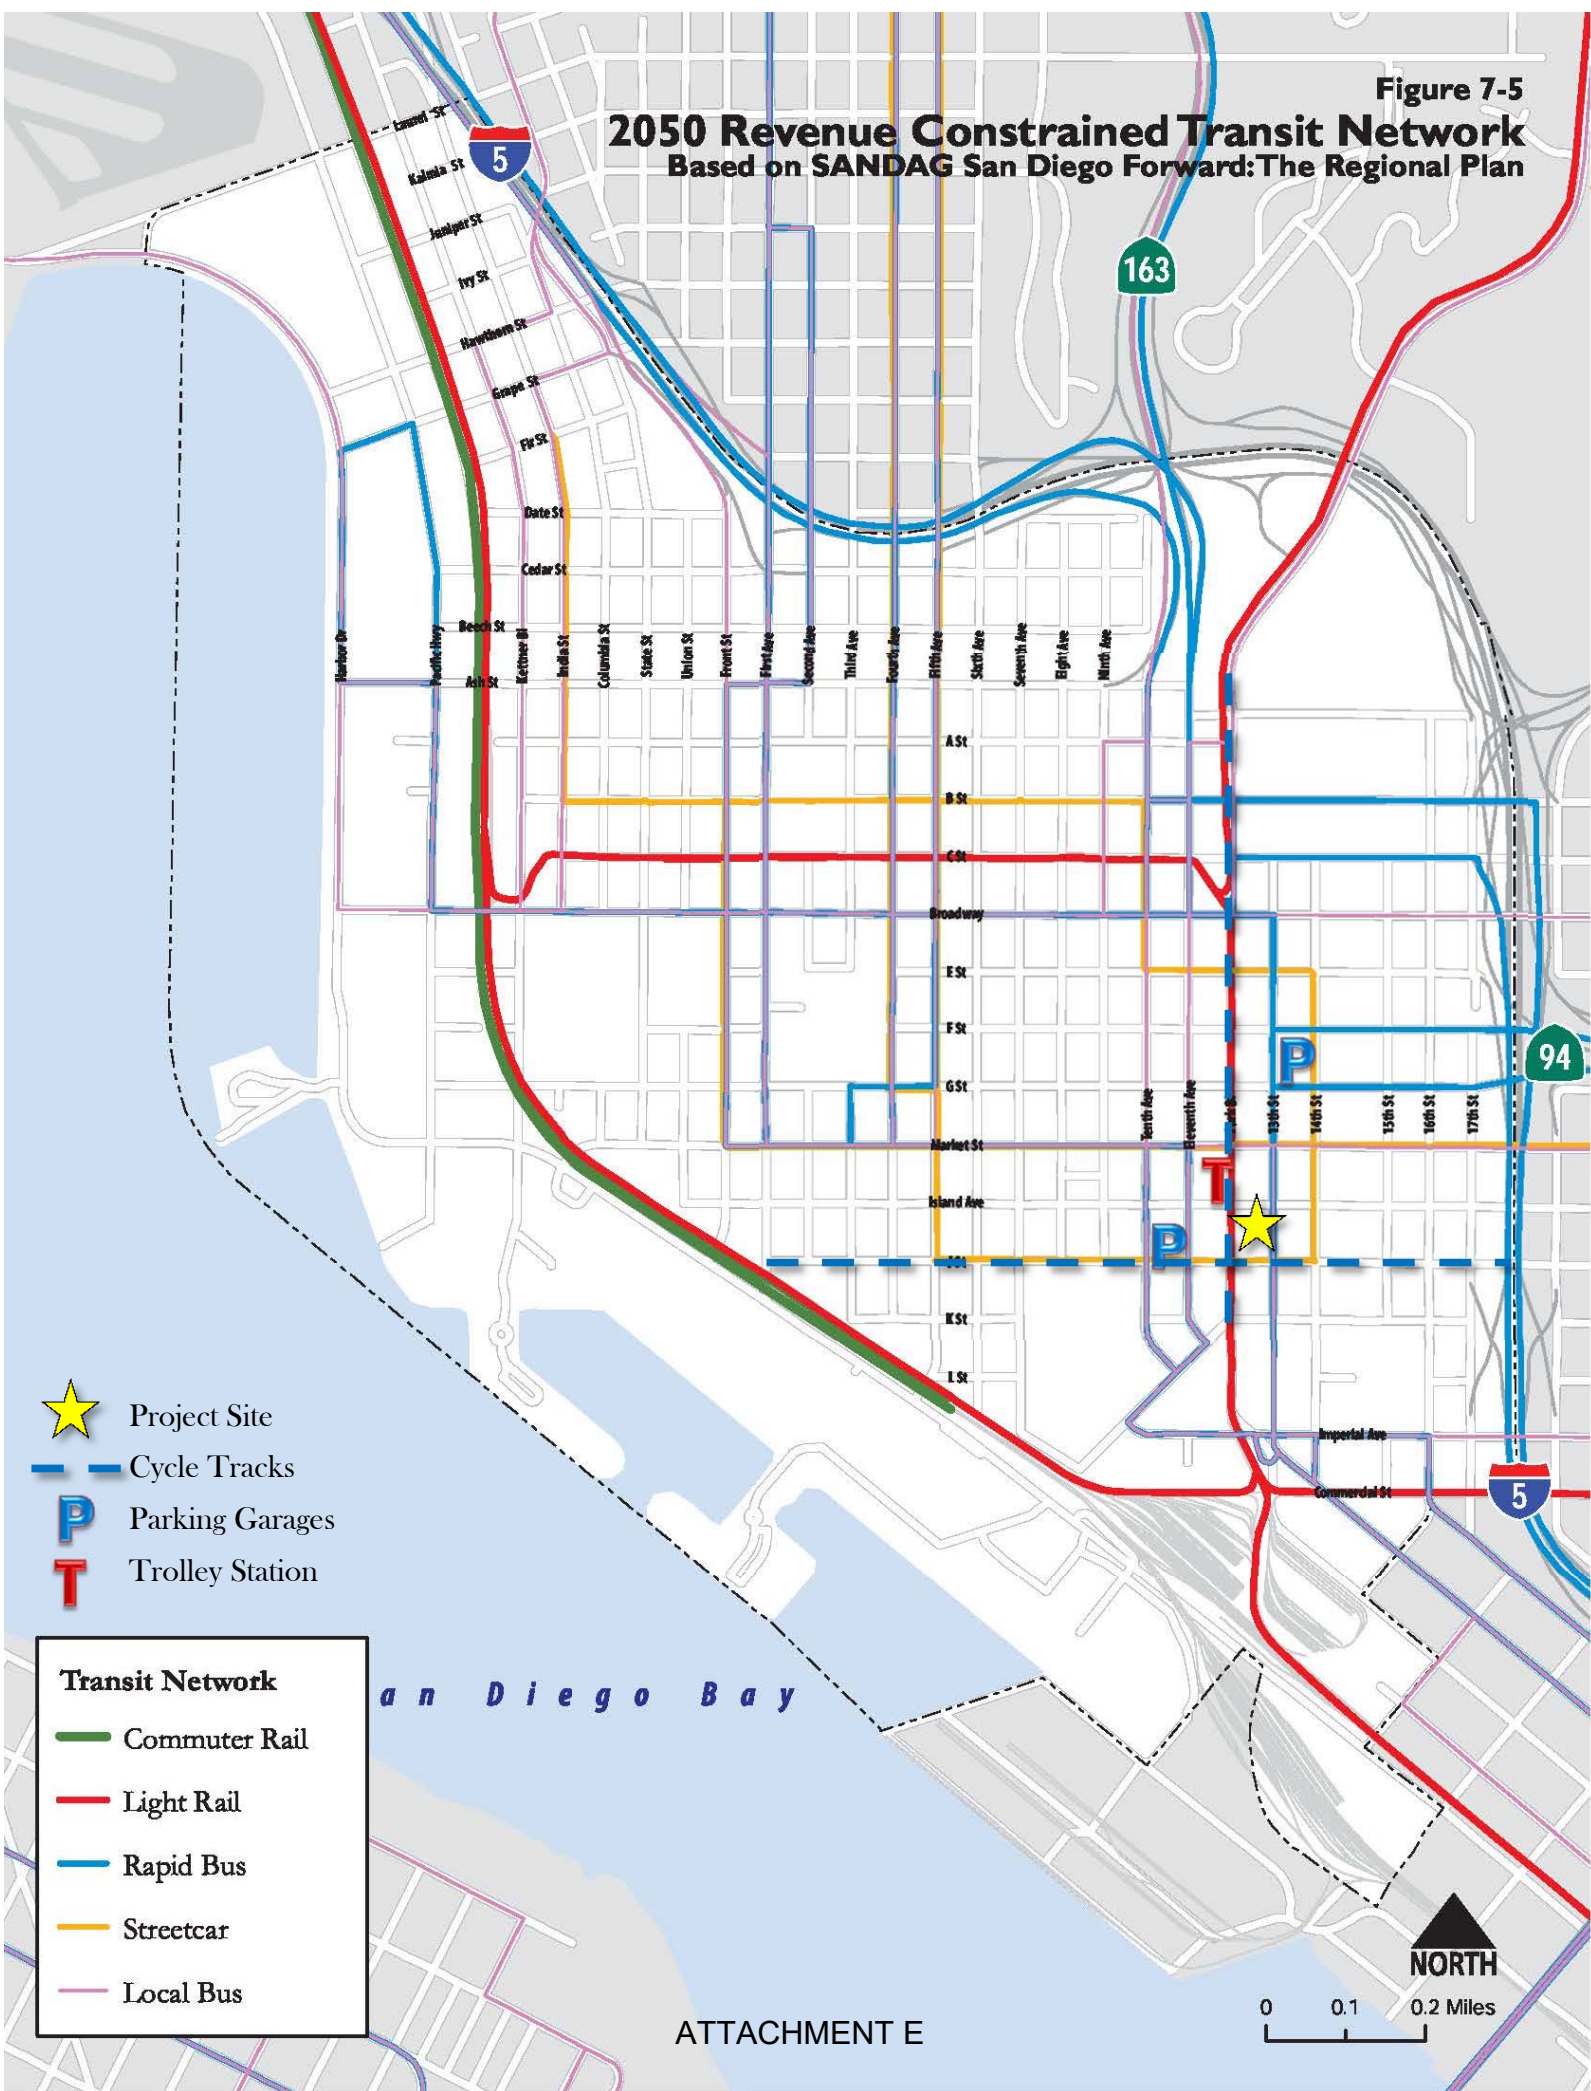 Figure 7-5
2050 Revenue Constrained Transit Network
Based on SANDAG San Diego Forward: The Regional Plan
Laurel St
5
Kalmia St
Juniper St
163
Ivy St
Hawthorn St
Grape St
Fir St
Date St
Cedar St
Beech St
Ash St
Harbor Dr
Pacific Hwy
Kettner Bl
India St
Columbia St
State St
Union St
Front St
First Ave
Second Ave
Third Ave
Fourth Ave
Fifth Ave
Sixth Ave
Seventh Ave
Eight Ave
Ninth Ave
A St
B St
C St
Broadway
E St
F St
P
94
G St
Tenth Ave
Eleventh Ave
13th St
14th St
15th St
16th St
17th St
Market St
T
Island Ave
P
K St
L St
Imperial Ave
Commercial St
5
Project Site
Cycle Tracks
P Parking Garages
T Trolley Station
Transit Network
Commuter Rail
Light Rail
Rapid Bus
Streetcar
Local Bus
an Diego Bay
NORTH
0 0.1 0.2 Miles
ATTACHMENT E